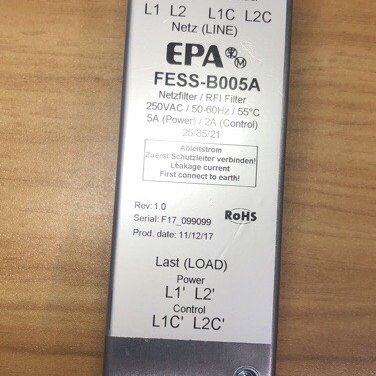 L1 L2 L1C L2C
Netz (LINE)
EPA M
FESS-B005A
Netzfilter / RFI Filter
250VAC / 50-60Hz / 55°C
5A (Power) / 2A (Control)
25/85/21
Ableitstrom
Zuerst Schutzleiter verbinden!
Leakage current
First connect to earth!
Rev: 1.0
Serial: F17_099099
Prod. date: 11/12/17
RoHS
Last (LOAD)
Power
L1' L2'
Control
L1C' L2C'